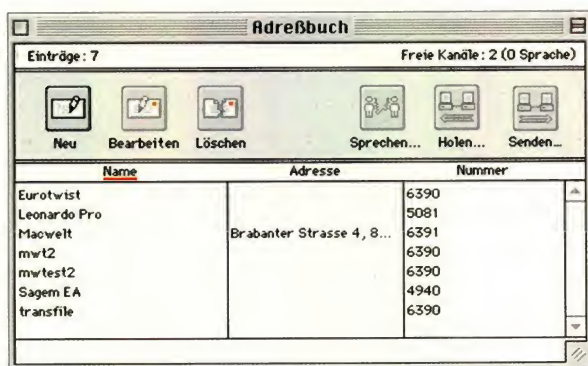 Adreßbuch
Einträge: 7 Freie Kanäle: 2 (0 Sprache)
Neu Bearbeiten Löschen Sprechen... Holen... Senden...
Name Adresse Nummer
Eurotwist 6390
Leonardo Pro 5081
Macwelt Brabanter Strasse 4, 8... 6391
mwt2 6390
mwtest2 6390
Sagem EA 4940
transfile 6390